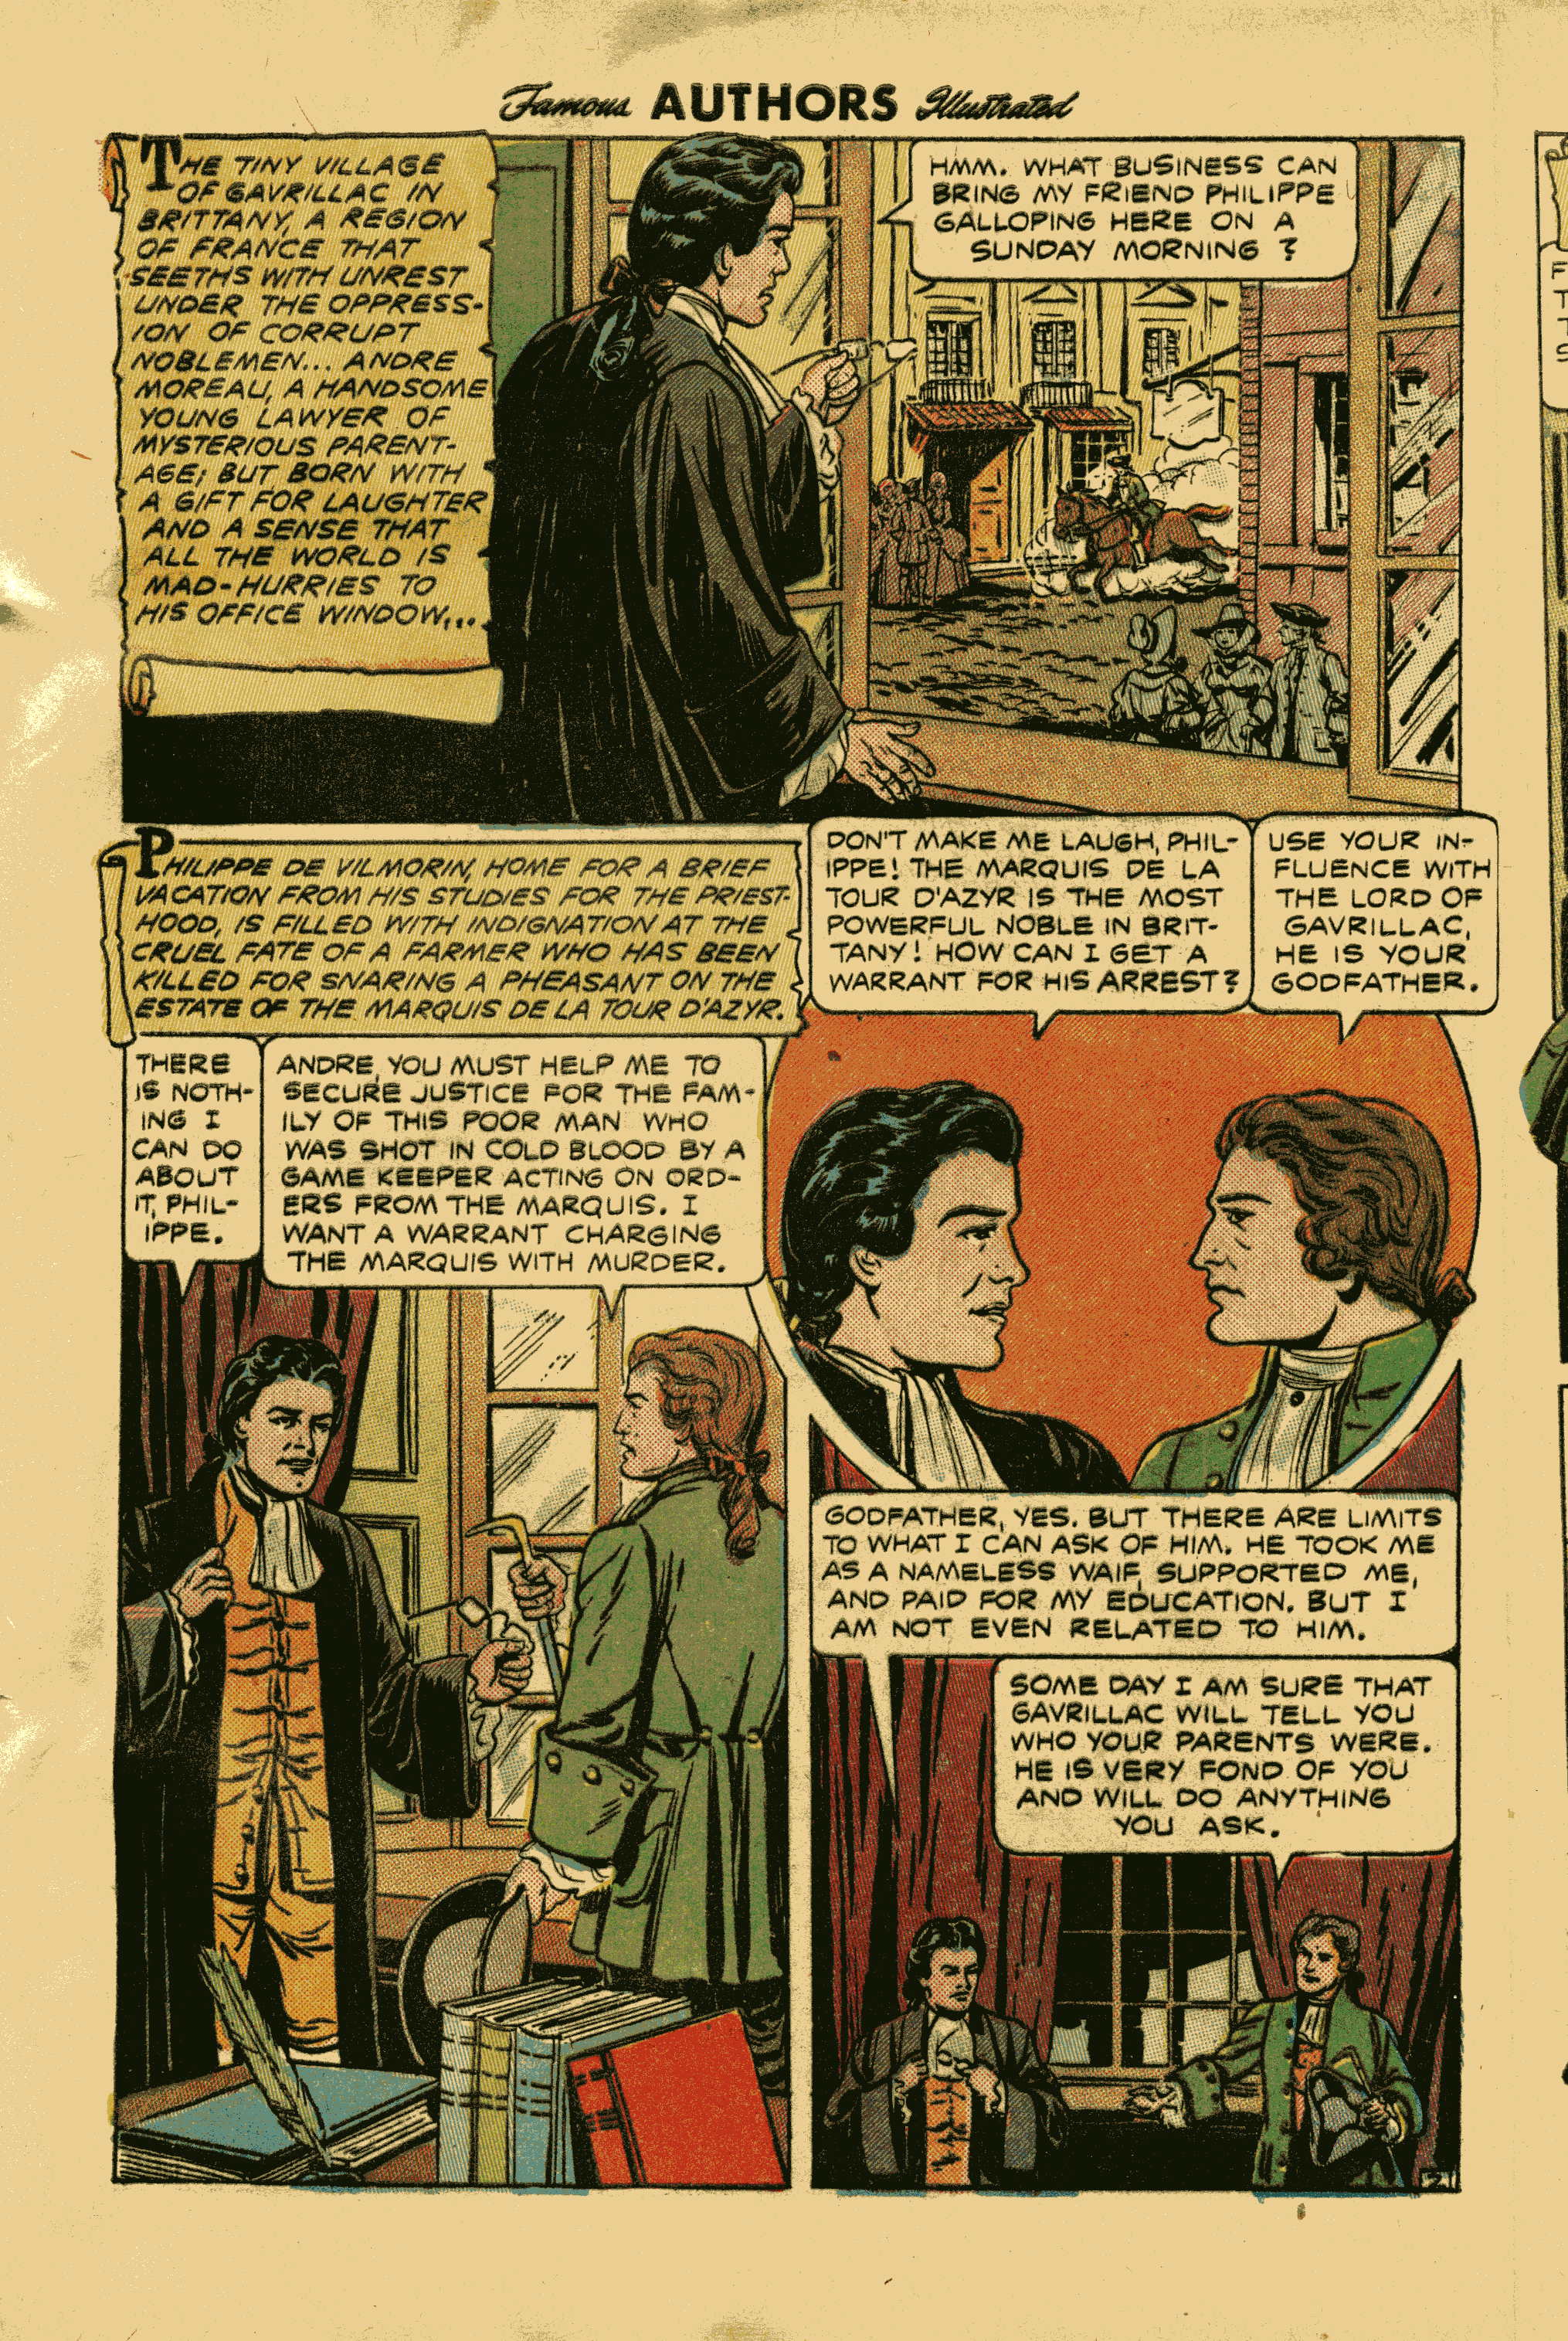 Famous AUTHORS Illustrated
THE TINY VILLAGE
OF GAVRILLAC IN
BRITTANY, A REGION
OF FRANCE THAT
SEETHS WITH UNREST
UNDER THE OPPRESS-
ION OF CORRUPT
NOBLEMEN... ANDRE
MOREAU, A HANDSOME
YOUNG LAWYER OF
MYSTERIOUS PARENT-
AGE; BUT BORN WITH
A GIFT FOR LAUGHTER
AND A SENSE THAT
ALL THE WORLD IS
MAD-HURRIES TO
HIS OFFICE WINDOW...
HMM. WHAT BUSINESS CAN
BRING MY FRIEND PHILIPPE
GALLOPING HERE ON A
SUNDAY MORNING ?
PHILIPPE DE VILMORIN, HOME FOR A BRIEF
VACATION FROM HIS STUDIES FOR THE PRIEST-
HOOD, IS FILLED WITH INDIGNATION AT THE
CRUEL FATE OF A FARMER WHO HAS BEEN
KILLED FOR SNARING A PHEASANT ON THE
ESTATE OF THE MARQUIS DE LA TOUR D'AZYR.
THERE
IS NOTH-
ING I
CAN DO
ABOUT
IT, PHIL-
IPPE.
ANDRE, YOU MUST HELP ME TO
SECURE JUSTICE FOR THE FAM-
ILY OF THIS POOR MAN WHO
WAS SHOT IN COLD BLOOD BY A
GAME KEEPER ACTING ON ORD-
ERS FROM THE MARQUIS. I
WANT A WARRANT CHARGING
THE MARQUIS WITH MURDER.
DON'T MAKE ME LAUGH, PHIL-
IPPE! THE MARQUIS DE LA
TOUR D'AZYR IS THE MOST
POWERFUL NOBLE IN BRIT-
TANY! HOW CAN I GET A
WARRANT FOR HIS ARREST?
USE YOUR IN-
FLUENCE WITH
THE LORD OF
GAVRILLAC,
HE IS YOUR
GODFATHER.
GODFATHER, YES. BUT THERE ARE LIMITS
TO WHAT I CAN ASK OF HIM. HE TOOK ME
AS A NAMELESS WAIF, SUPPORTED ME,
AND PAID FOR MY EDUCATION. BUT I
AM NOT EVEN RELATED TO HIM.
SOME DAY I AM SURE THAT
GAVRILLAC WILL TELL YOU
WHO YOUR PARENTS WERE.
HE IS VERY FOND OF YOU
AND WILL DO ANYTHING
YOU ASK.
2